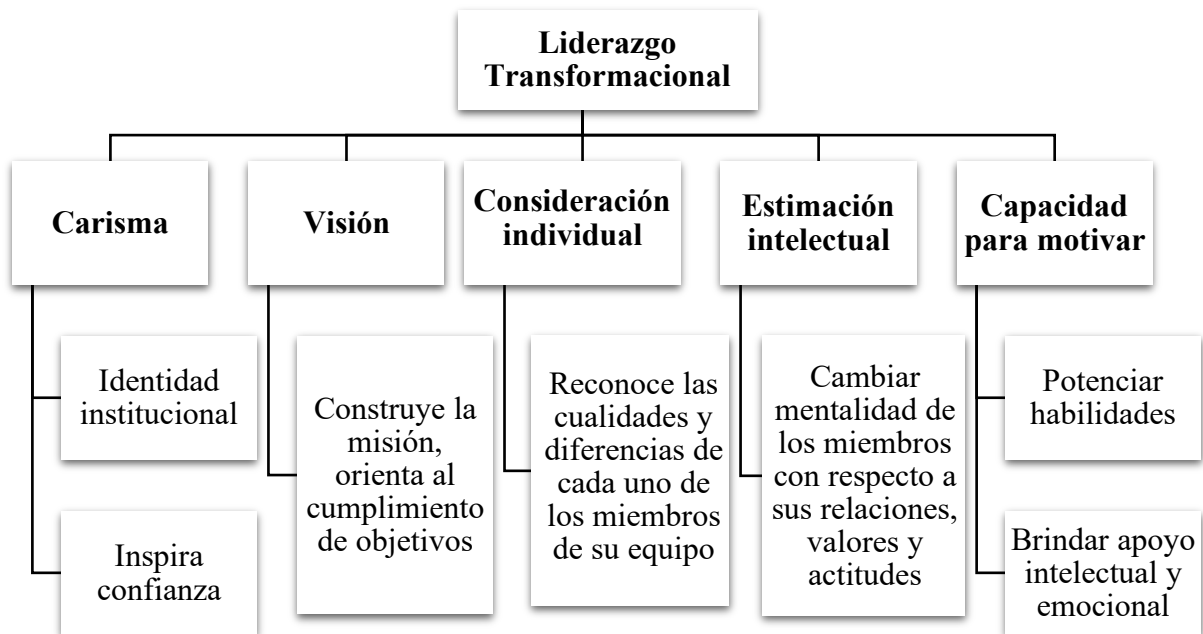 Liderazgo
Transformacional
Carisma
Visión
Consideración
individual
Estimación
intelectual
Capacidad
para motivar
Identidad
institucional
Inspira
confianza
Construye la
misión,
orienta al
cumplimiento
de objetivos
Reconoce las
cualidades y
diferencias de
cada uno de
los miembros
de su equipo
Cambiar
mentalidad de
los miembros
con respecto a
sus relaciones,
valores y
actitudes
Potenciar
habilidades
Brindar apoyo
intelectual y
emocional